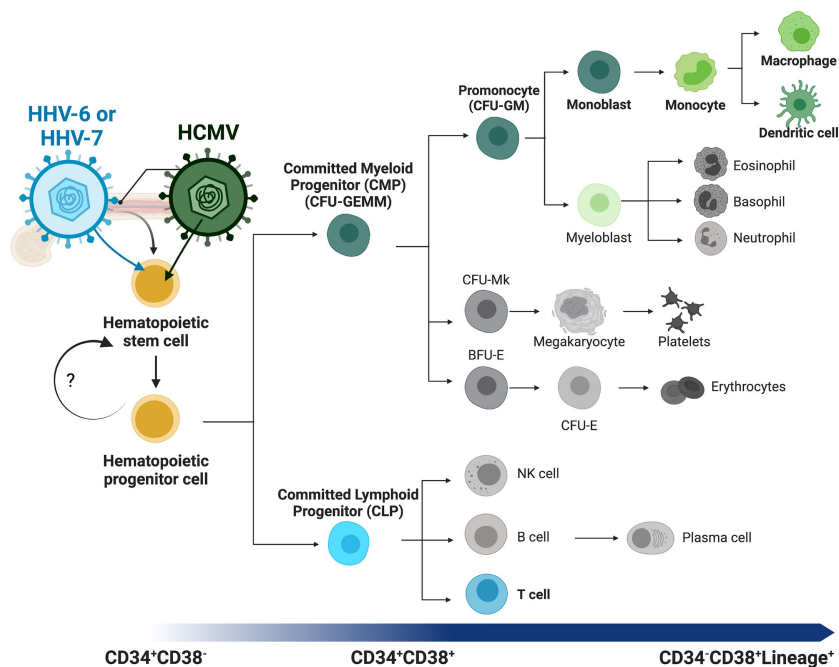 HHV-6 or
HHV-7
HCMV
Hematopoietic
stem cell
?
Hematopoietic
progenitor cell
Committed Myeloid
Progenitor (CMP)
(CFU-GEMM)
Committed Lymphoid
Progenitor (CLP)
Promonocyte
(CFU-GM)
Monoblast
Monocyte
Macrophage
Dendritic cell
Myeloblast
Eosinophil
Basophil
Neutrophil
CFU-Mk
Megakaryocyte
Platelets
BFU-E
CFU-E
Erythrocytes
NK cell
B cell
Plasma cell
T cell
CD34⁺CD38⁻
CD34⁺CD38⁺
CD34⁻CD38⁺Lineage⁺